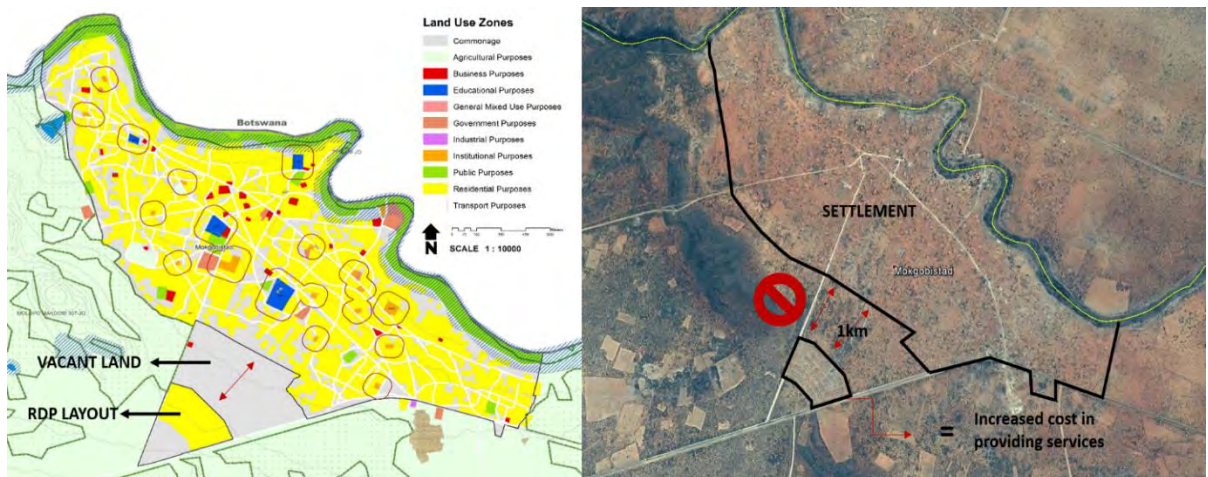 Land Use Zones
Commonage
Agricultural Purposes
Business Purposes
Educational Purposes
General Mixed Use Purposes
Government Purposes
Industrial Purposes
Institutional Purposes
Public Purposes
Residential Purposes
Transport Purposes
N
SCALE 1 : 10000
Botswana
VACANT LAND
RDP LAYOUT
SETTLEMENT
Mokgobistad
1km
=
Increased cost in
providing services